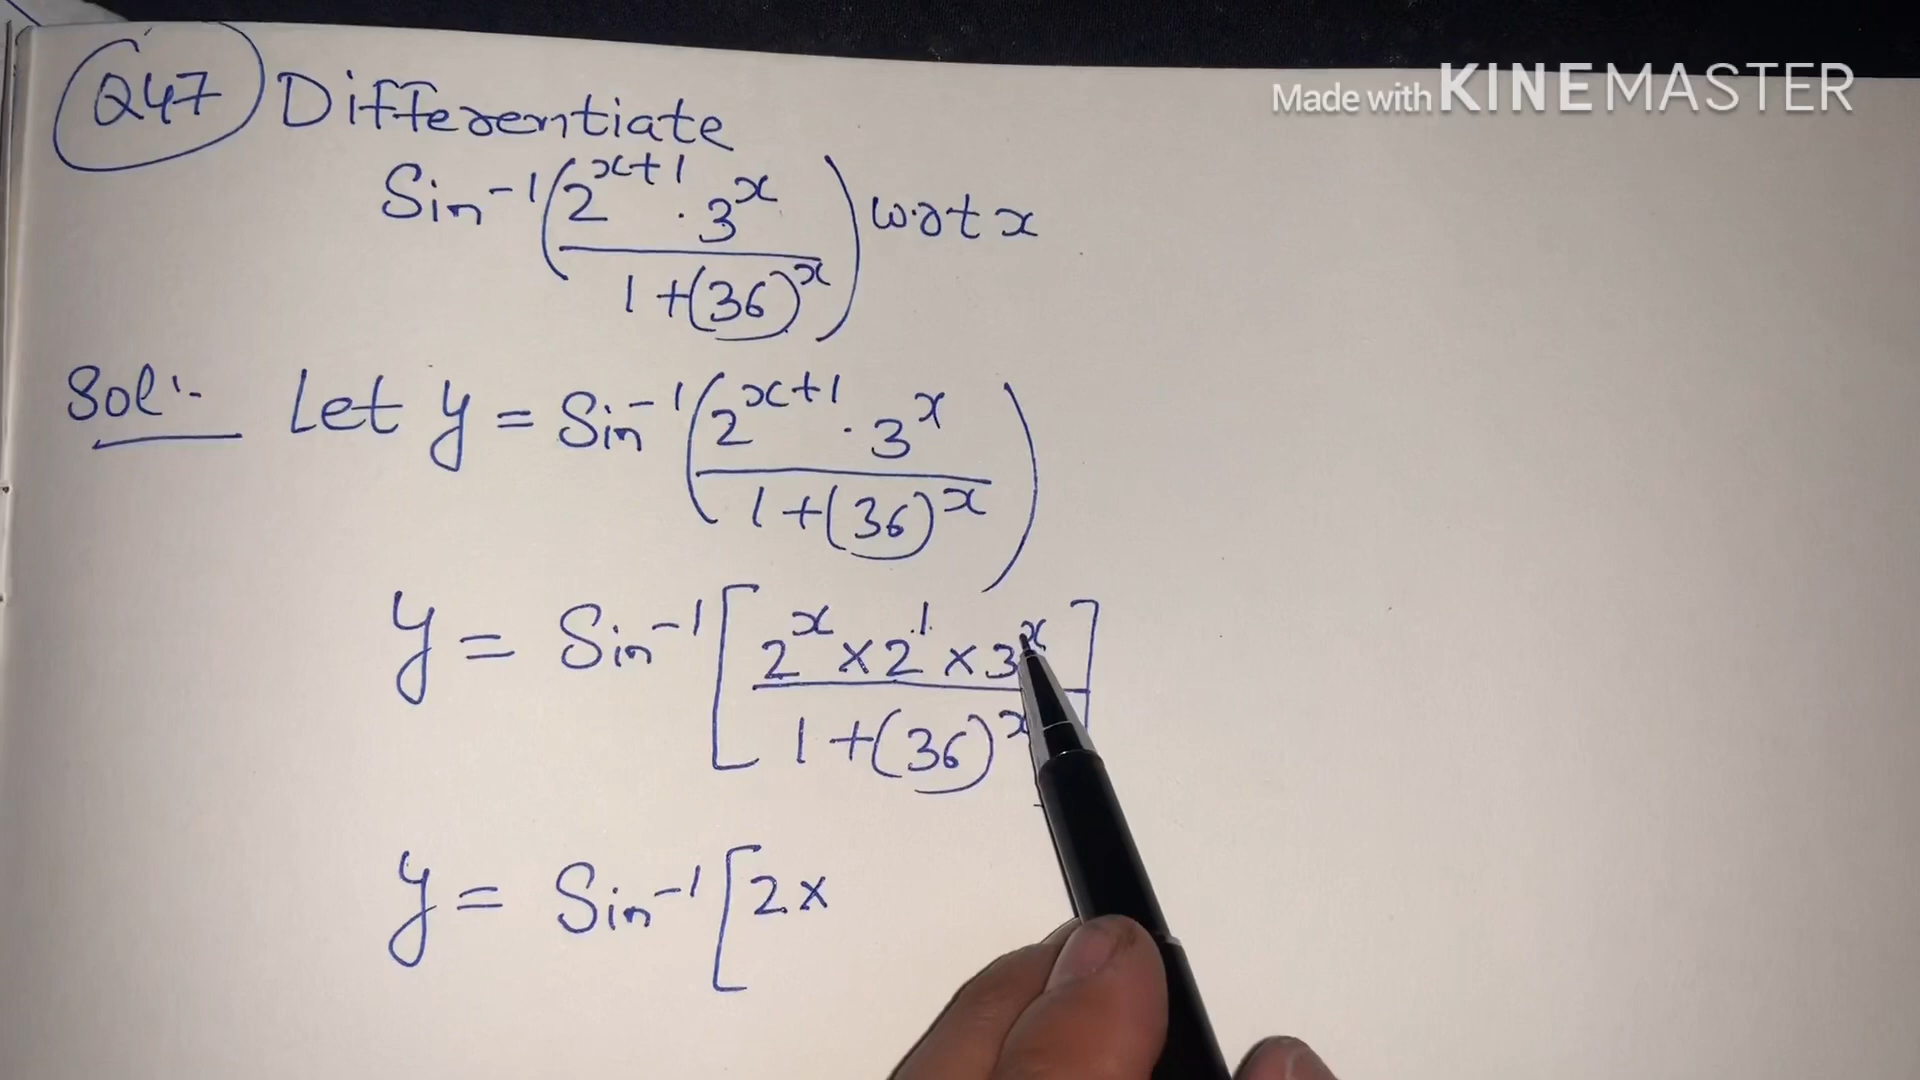 Made with KINEMASTER
Q47 Differentiate
Sin⁻¹(2^(x+1) · 3^x / 1+(36)^x) w.r.t x
Sol:- Let y = Sin⁻¹(2^(x+1) · 3^x / 1+(36)^x)
y = Sin⁻¹[2^x × 2^1 × 3^x / 1+(36)^x]
y = Sin⁻¹[2×